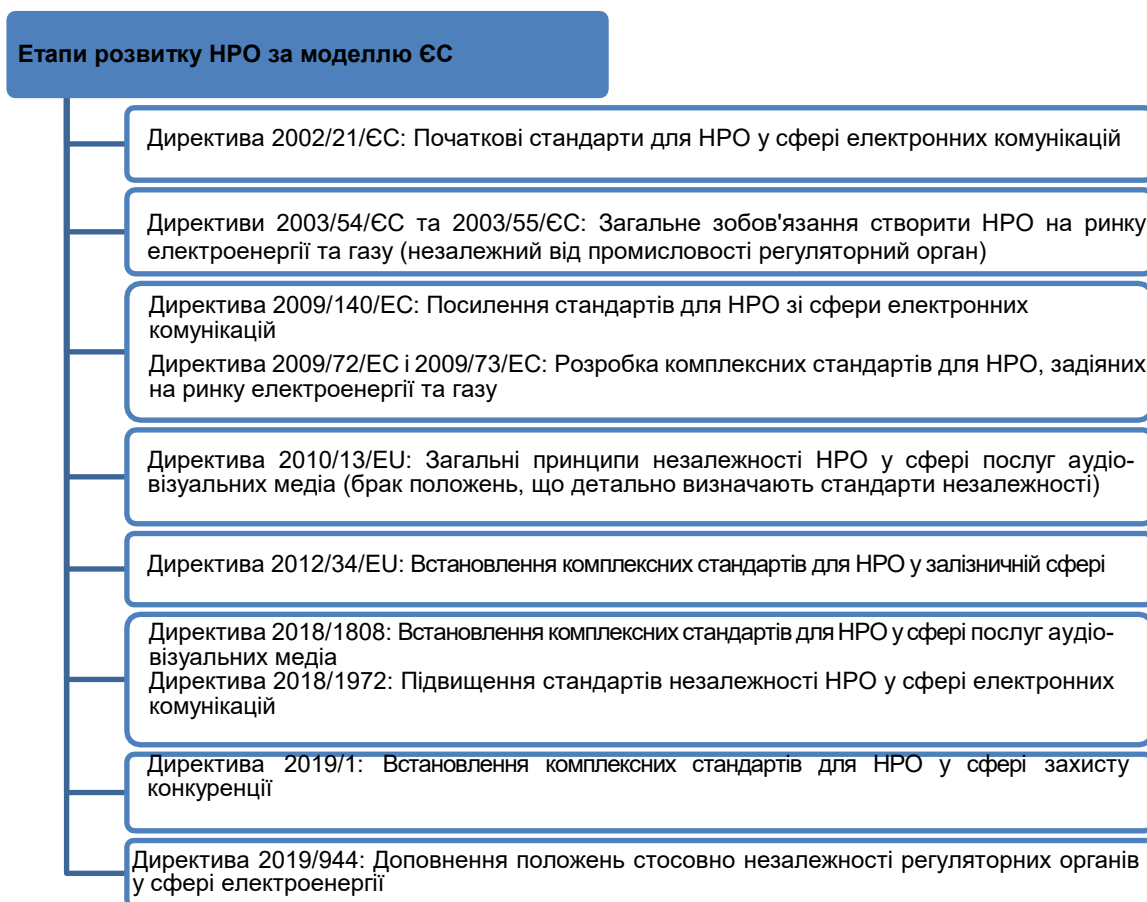 Етапи розвитку НРО за моделлю ЄС
Директива 2002/21/ЄС: Початкові стандарти для НРО у сфері електронних комунікацій
Директиви 2003/54/ЄС та 2003/55/ЄС: Загальне зобов'язання створити НРО на ринку
електроенергії та газу (незалежний від промисловості регуляторний орган)
Директива 2009/140/ЕС: Посилення стандартів для НРО зі сфери електронних
комунікацій
Директива 2009/72/ЕС і 2009/73/ЕС: Розробка комплексних стандартів для НРО, задіяних
на ринку електроенергії та газу
Директива 2010/13/EU: Загальні принципи незалежності НРО у сфері послуг аудіо-
візуальних медіа (брак положень, що детально визначають стандарти незалежності)
Директива 2012/34/EU: Встановлення комплексних стандартів для НРО у залізничній сфері
Директива 2018/1808: Встановлення комплексних стандартів для НРО у сфері послуг аудіо-
візуальних медіа
Директива 2018/1972: Підвищення стандартів незалежності НРО у сфері електронних
комунікацій
Директива 2019/1: Встановлення комплексних стандартів для НРО у сфері захисту
конкуренції
Директива 2019/944: Доповнення положень стосовно незалежності регуляторних органів
у сфері електроенергії